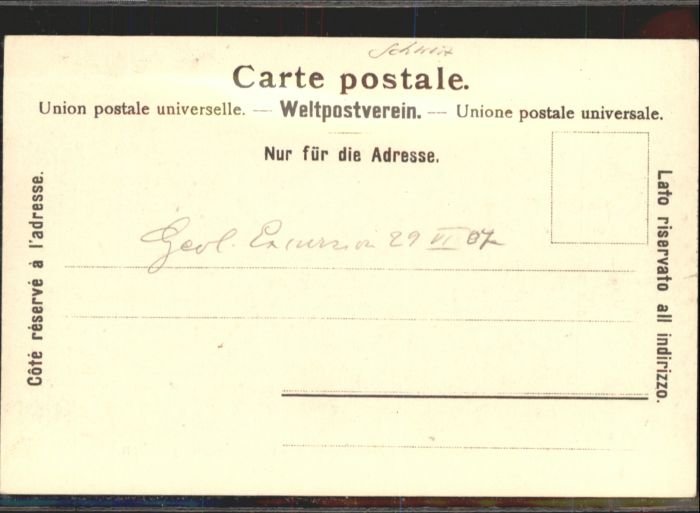 Schweiz
Carte postale.
Union postale universelle. — Weltpostverein. — Unione postale universale.
Nur für die Adresse.
Côté réservé à l'adresse.
Lato riservato all indirizzo.
Geol. Excursion 29 VI 07